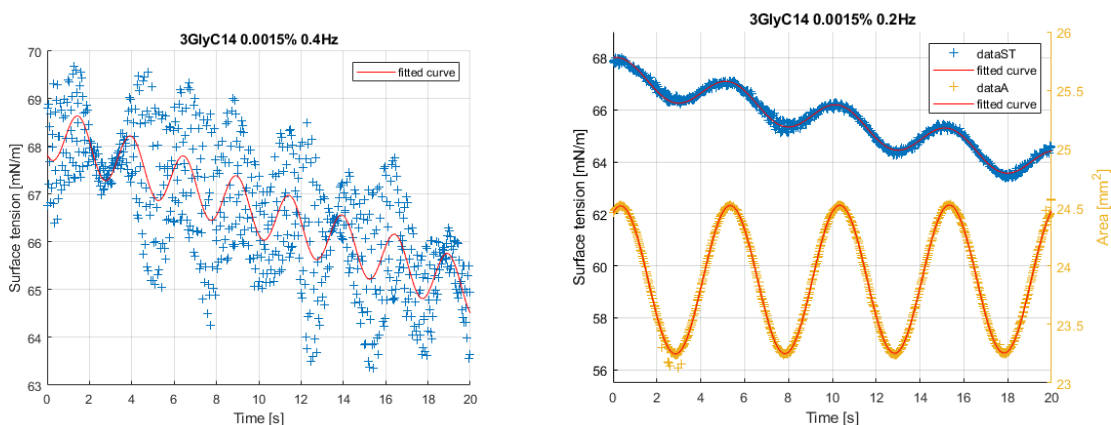 3GlyC14 0.0015% 0.4Hz
70
69
68
67
66
65
64
63
Surface tension [mN/m]
fitted curve
0 2 4 6 8 10 12 14 16 18 20
Time [s]
3GlyC14 0.0015% 0.2Hz
68
66
64
62
60
58
56
Surface tension [mN/m]
dataST
fitted curve
dataA
fitted curve
26
25.5
25
24.5
24
23.5
23
Area [mm²]
0 2 4 6 8 10 12 14 16 18 20
Time [s]